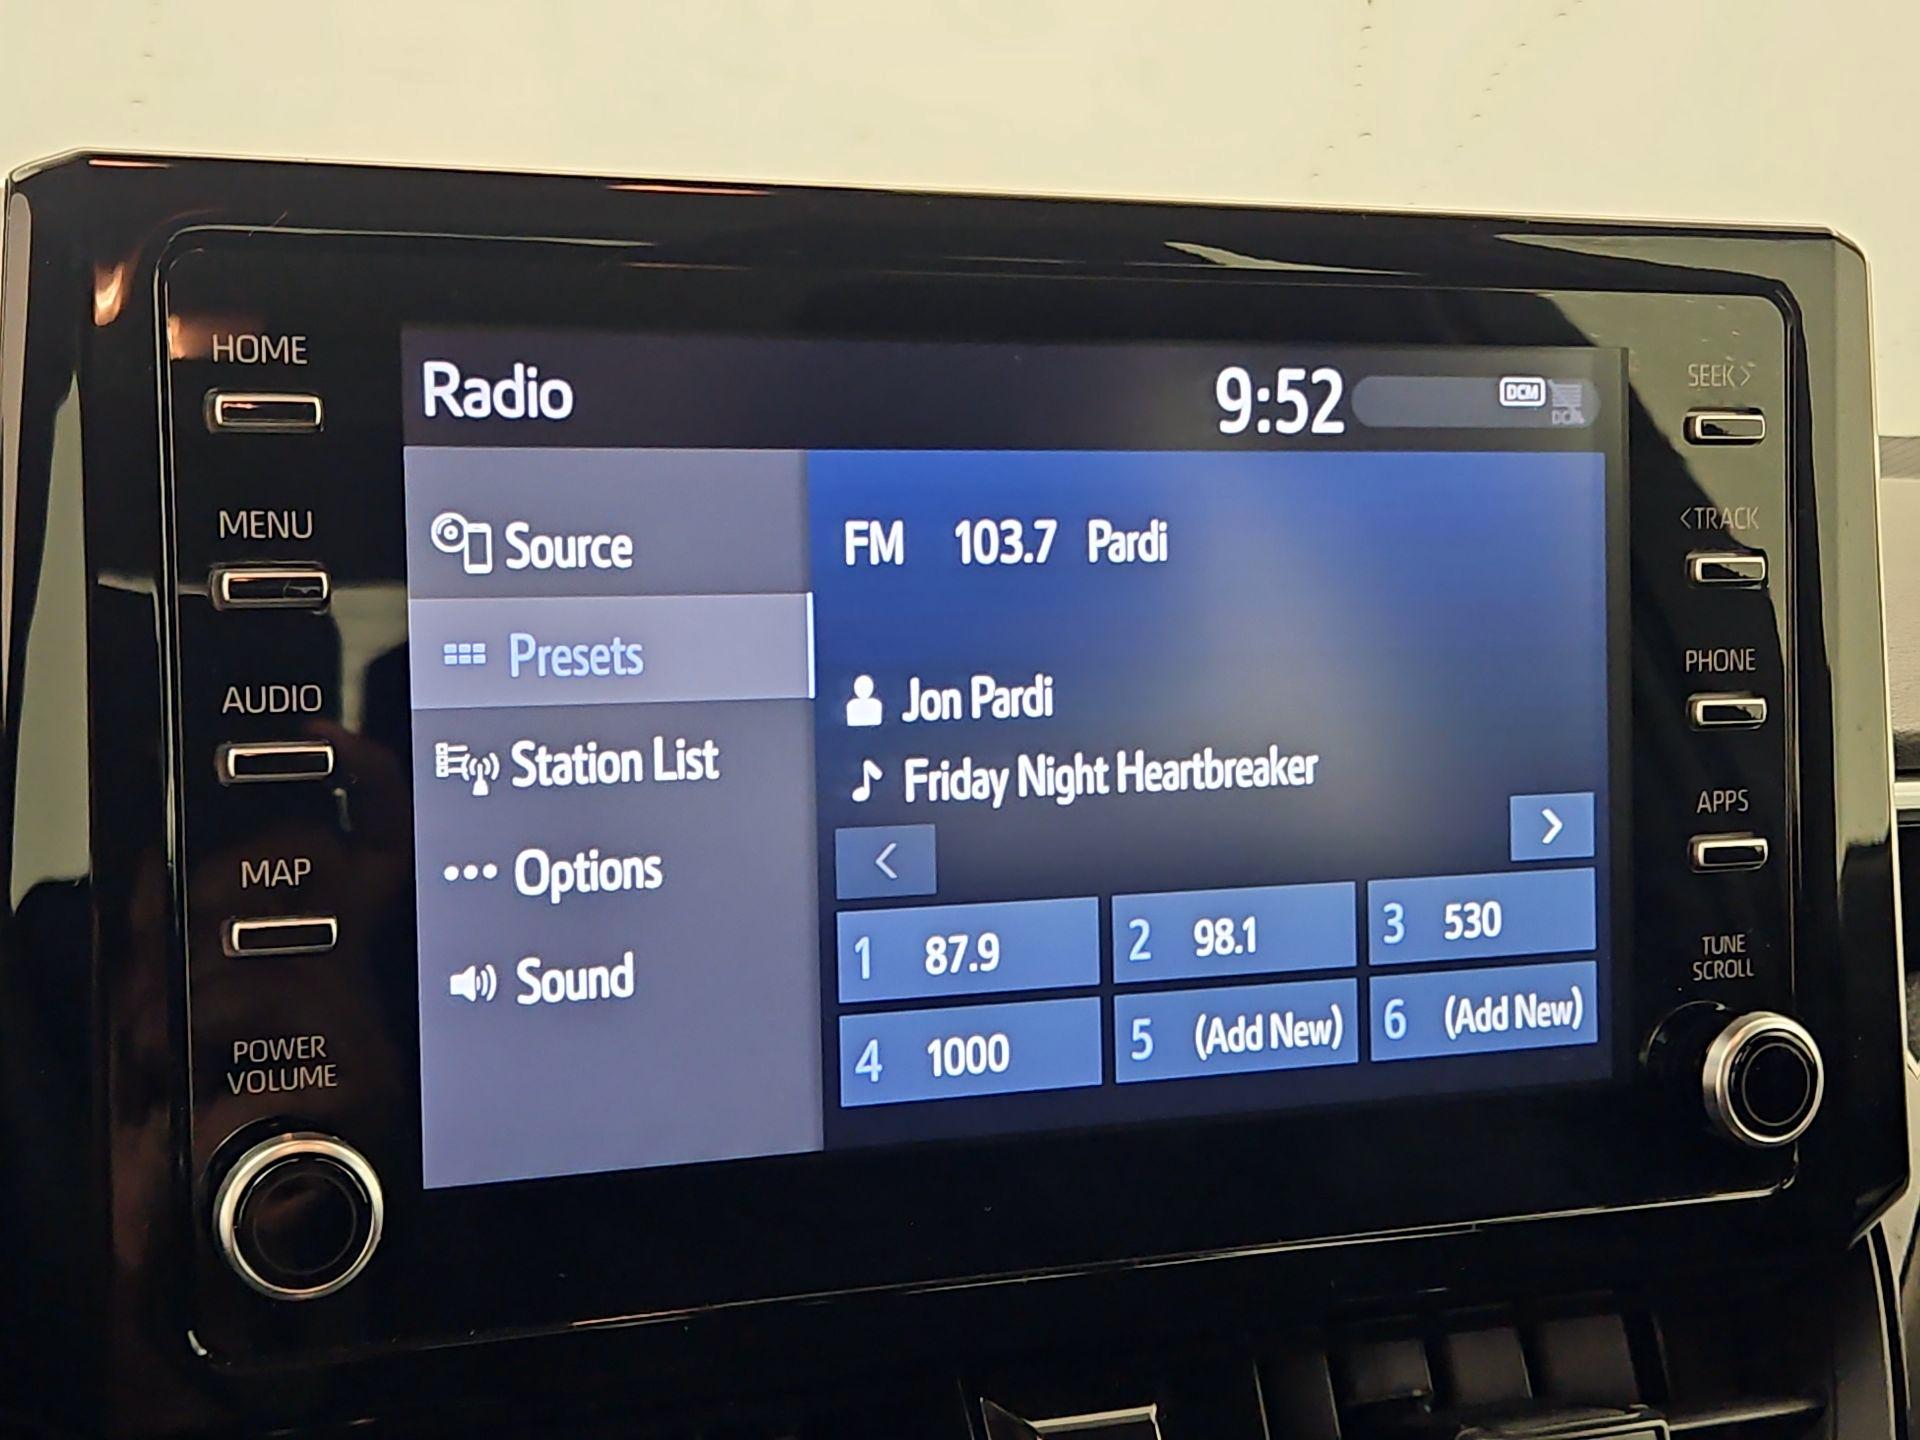 HOME
MENU
AUDIO
MAP
POWER
VOLUME
Radio
9:52
DCM
DCM
Source
Presets
Station List
Options
Sound
FM 103.7 Pardi
Jon Pardi
Friday Night Heartbreaker
<
>
1 87.9
2 98.1
3 530
4 1000
5 (Add New)
6 (Add New)
SEEK>
<TRACK
PHONE
APPS
TUNE
SCROLL